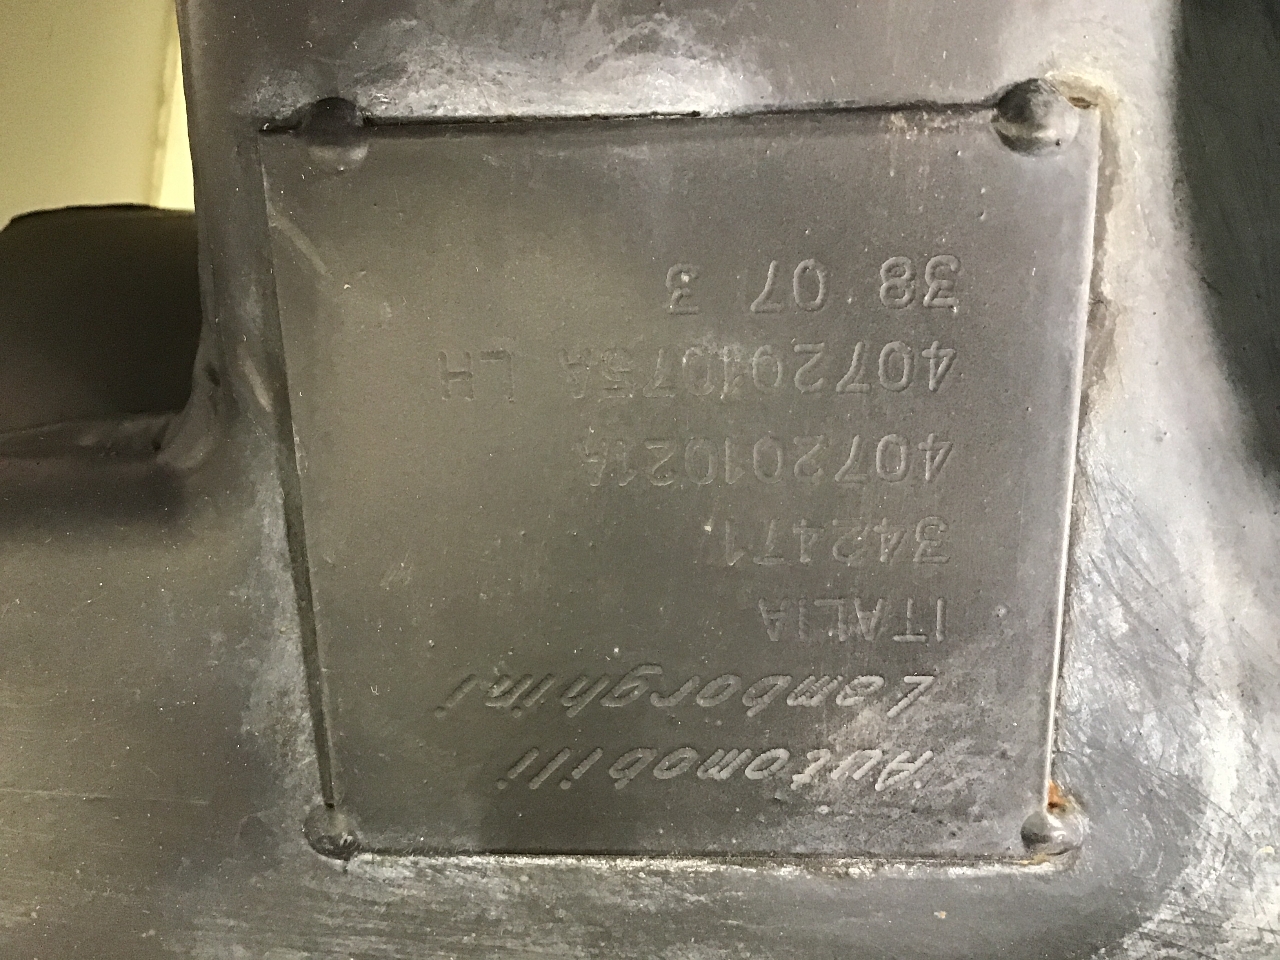 Automobili
Lamborghini
ITALIA
342471
407201021A
407201075A LH
38 07 3